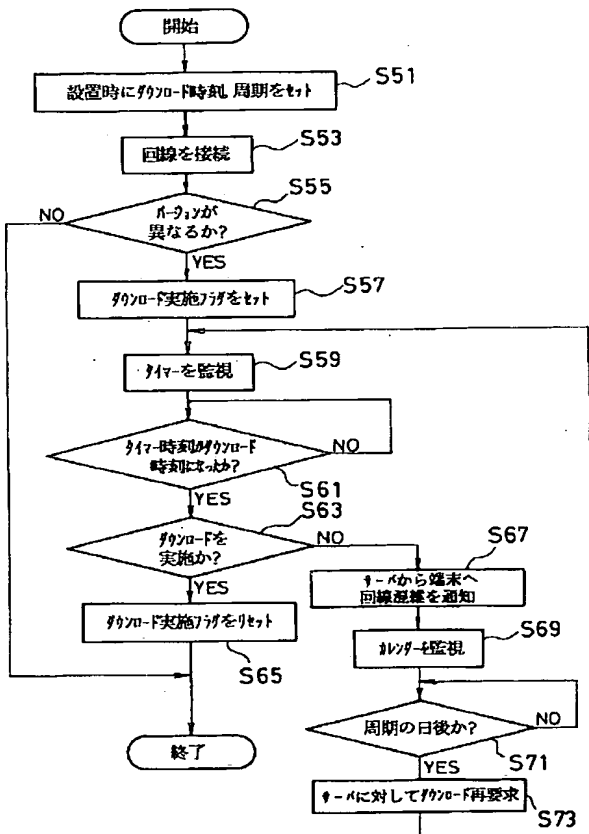 開始
設置時にダウンロード時刻,周期をセット
S51
回線を接続
S53
バージョンが
異なるか?
S55
NO
YES
ダウンロード実施フラグをセット
S57
タイマーを監視
S59
タイマー時刻がダウンロード
時刻になったか?
NO
S61
YES
S63
ダウンロードを
実施か?
NO
YES
ダウンロード実施フラグをリセット
S65
S67
サーバから端末へ
回線混雑を通知
S69
カレンダーを監視
周期の日後か?
NO
S71
YES
サーバに対してダウンロード再要求
S73
終了